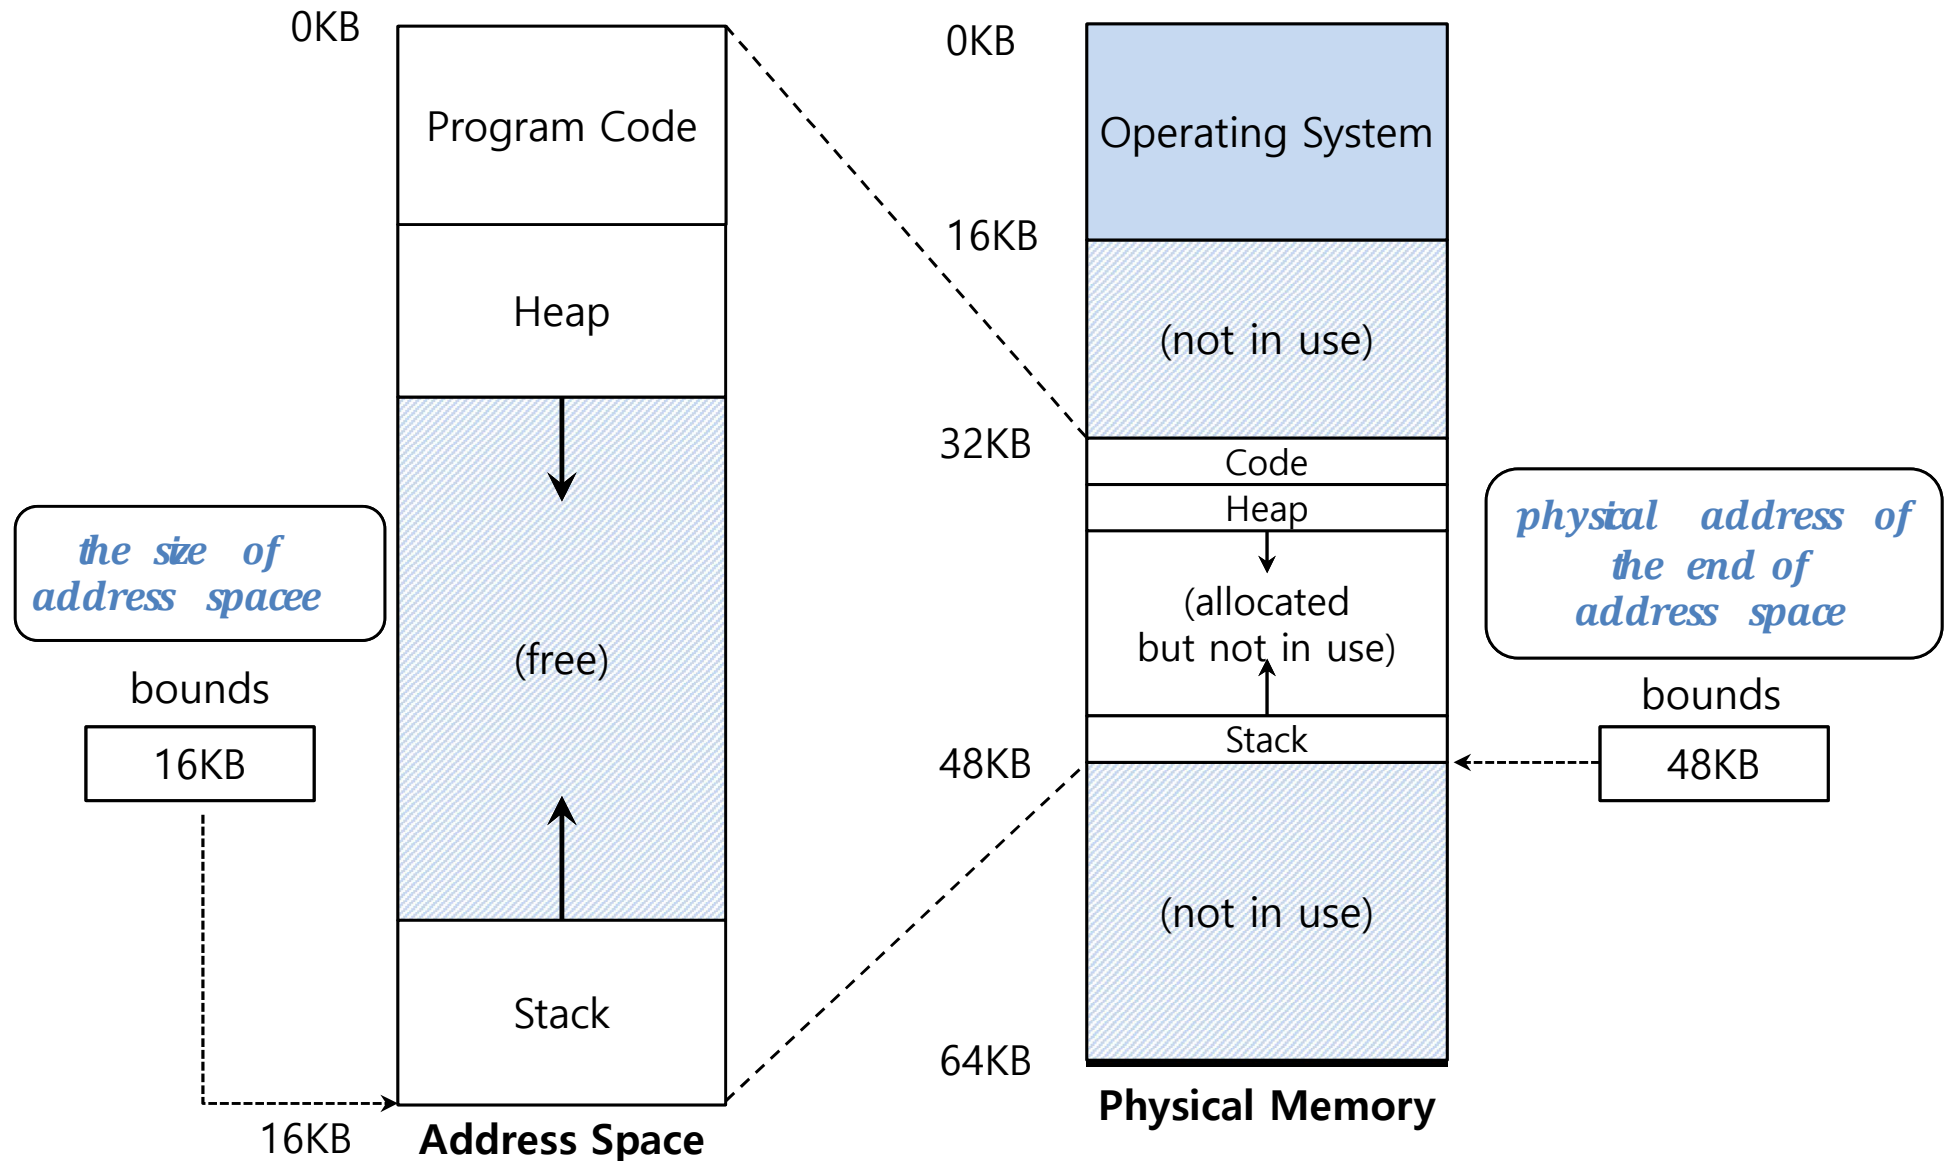 0KB
Program Code
Heap
(free)
Stack
16KB
Address Space
the size of
address spacee
bounds
16KB
0KB
Operating System
16KB
(not in use)
32KB
Code
Heap
(allocated
but not in use)
Stack
48KB
(not in use)
64KB
Physical Memory
physical address of
the end of
address space
bounds
48KB